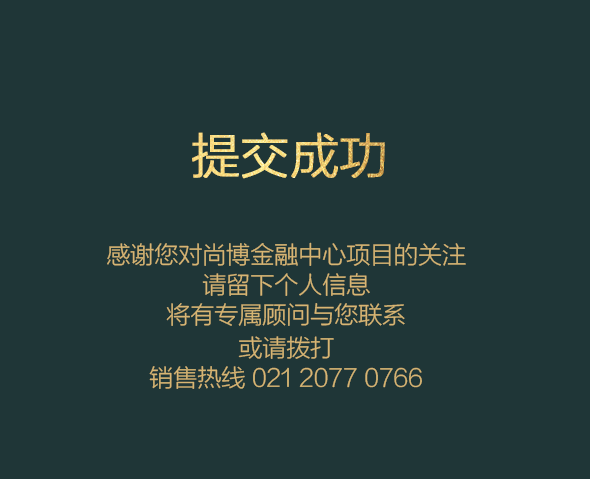 提交成功
感谢您对尚博金融中心项目的关注
请留下个人信息
将有专属顾问与您联系
或请拨打
销售热线 021 2077 0766